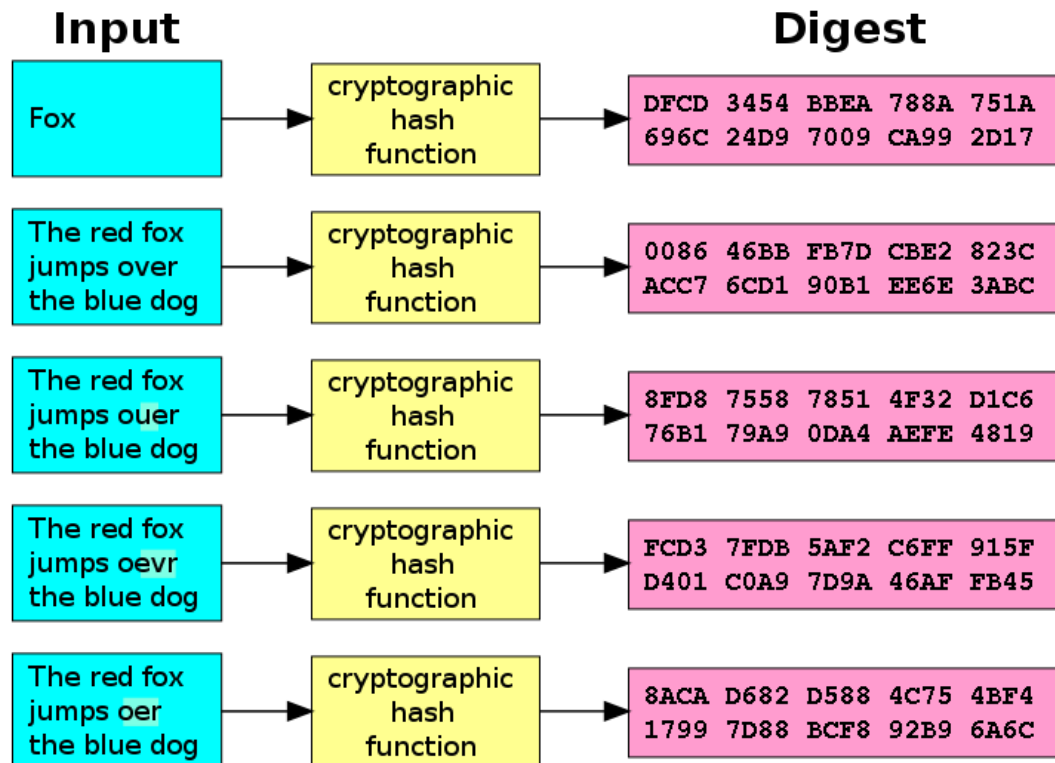 Input
Digest
Fox
cryptographic
hash
function
DFCD 3454 BBEA 788A 751A
696C 24D9 7009 CA99 2D17
The red fox
jumps over
the blue dog
cryptographic
hash
function
0086 46BB FB7D CBE2 823C
ACC7 6CD1 90B1 EE6E 3ABC
The red fox
jumps ouer
the blue dog
cryptographic
hash
function
8FD8 7558 7851 4F32 D1C6
76B1 79A9 0DA4 AEFE 4819
The red fox
jumps oevr
the blue dog
cryptographic
hash
function
FCD3 7FDB 5AF2 C6FF 915F
D401 C0A9 7D9A 46AF FB45
The red fox
jumps oer
the blue dog
cryptographic
hash
function
8ACA D682 D588 4C75 4BF4
1799 7D88 BCF8 92B9 6A6C